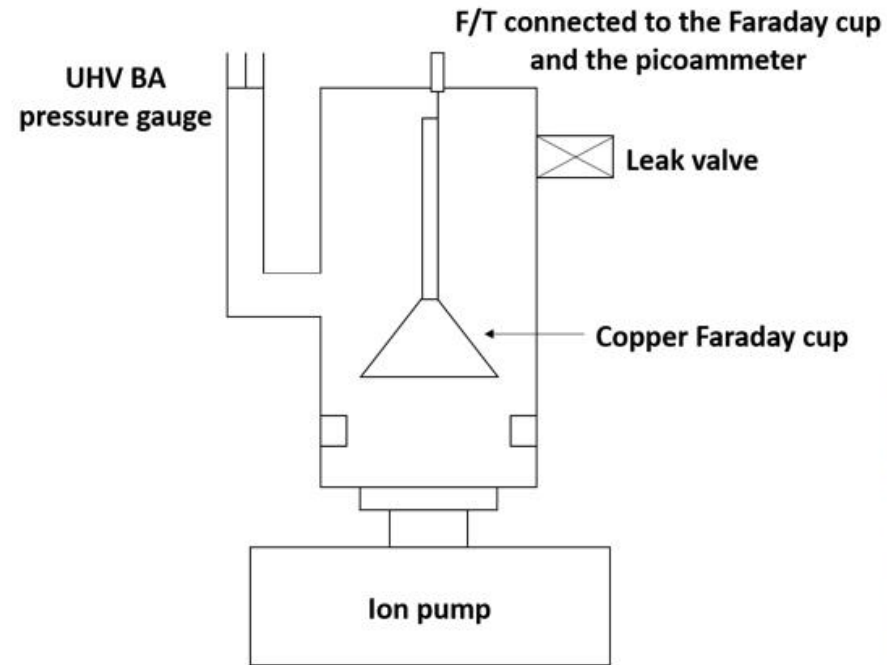 F/T connected to the Faraday cup
and the picoammeter
UHV BA
pressure gauge
Leak valve
Copper Faraday cup
Ion pump